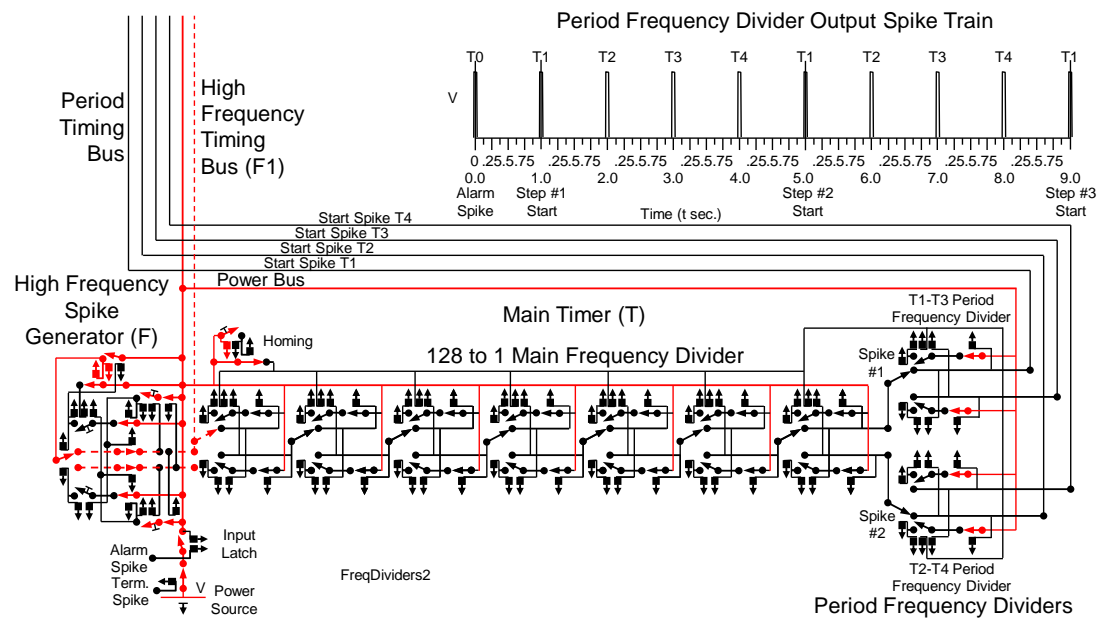 Period Frequency Divider Output Spike Train
T0 T1 T2 T3 T4 T1 T2 T3 T4 T1
V
0. .25.5.75 .25.5.75 .25.5.75 .25.5.75 .25.5.75 .25.5.75 .25.5.75 .25.5.75 .25.5.75
0.0 1.0 2.0 3.0 4.0 5.0 6.0 7.0 8.0 9.0
Alarm Spike
Step #1 Start
Time (t sec.)
Step #2 Start
Step #3 Start
Period
Timing
Bus
High
Frequency
Timing
Bus (F1)
Start Spike T4
Start Spike T3
Start Spike T2
Start Spike T1
Power Bus
High Frequency
Spike
Generator (F)
Main Timer (T)
Homing
128 to 1 Main Frequency Divider
T1-T3 Period
Frequency Divider
Spike
#1
Spike
#2
T2-T4 Period
Frequency Divider
Period Frequency Dividers
Input
Latch
Alarm
Spike
Term.
Spike
V
Power
Source
FreqDividers2